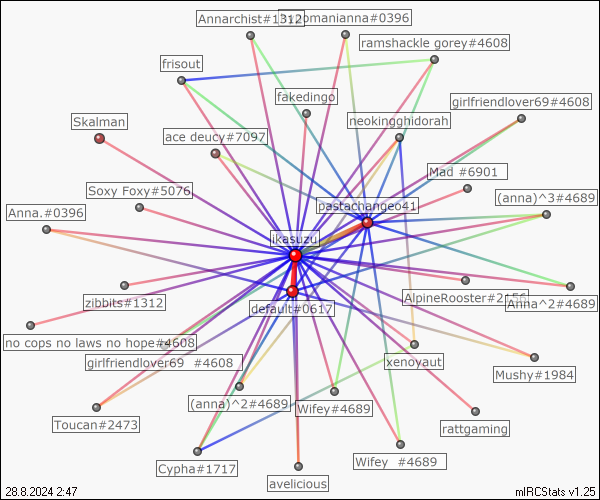 Annarchist#1312
omanianna#0396
ramshackle gorey#4608
frisout
fakedingo
girlfriendlover69#4608
Skalman
neokingghidorah
ace deucy#7097
Mad #6901
Soxy Foxy#5076
(anna)^3#4689
pastachangeo41
Anna.#0396
ikasuzu
zibbits#1312
AlpineRooster#2156
Anna^2#4689
default#0617
no cops no laws no hope#4608
girlfriendlover69 #4608
xenoyaut
Mushy#1984
(anna)^2#4689
Wifey#4689
Toucan#2473
rattgaming
Cypha#1717
Wifey #4689
avelicious
28.8.2024 2:47
mIRCStats v1.25